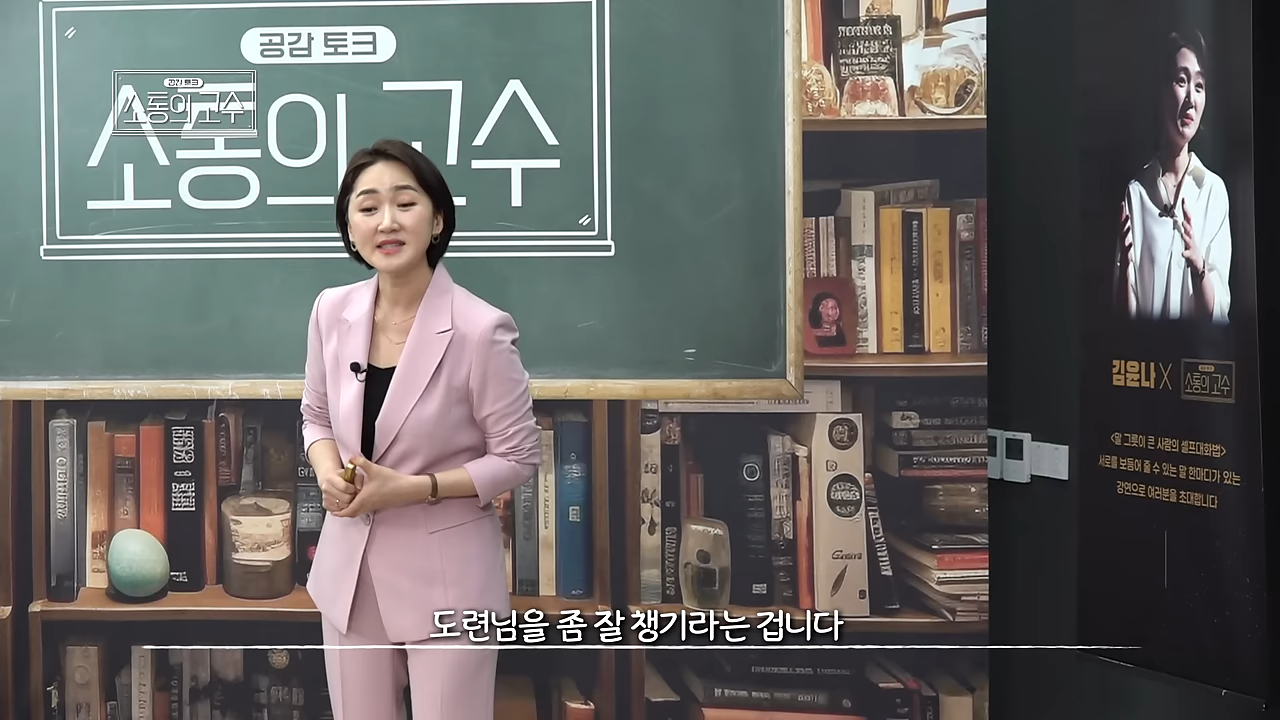 공감 토크
소통의 고수
공감 토크
소통의 고수
김윤나 X 소통의 고수
<말 그릇이 큰 사람의 셀프대화법>
서로를 보듬어 줄 수 있는 말 한마디가 있는
강연으로 여러분을 초대합니다
도련님을 좀 잘 챙기라는 겁니다